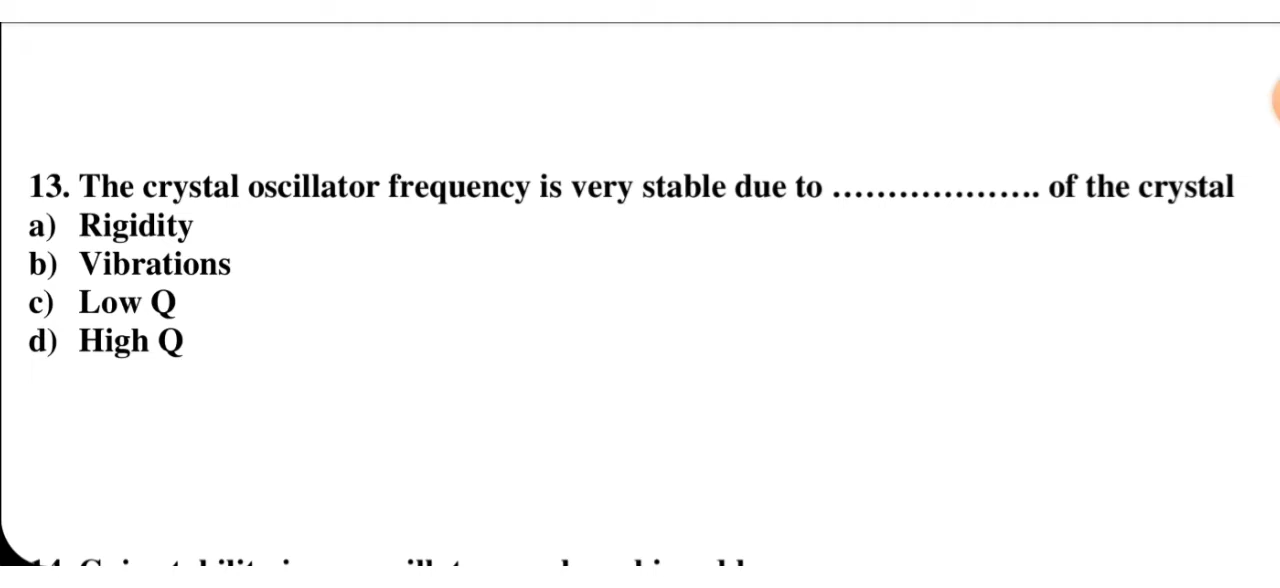 13. The crystal oscillator frequency is very stable due to ................... of the crystal
a) Rigidity
b) Vibrations
c) Low Q
d) High Q